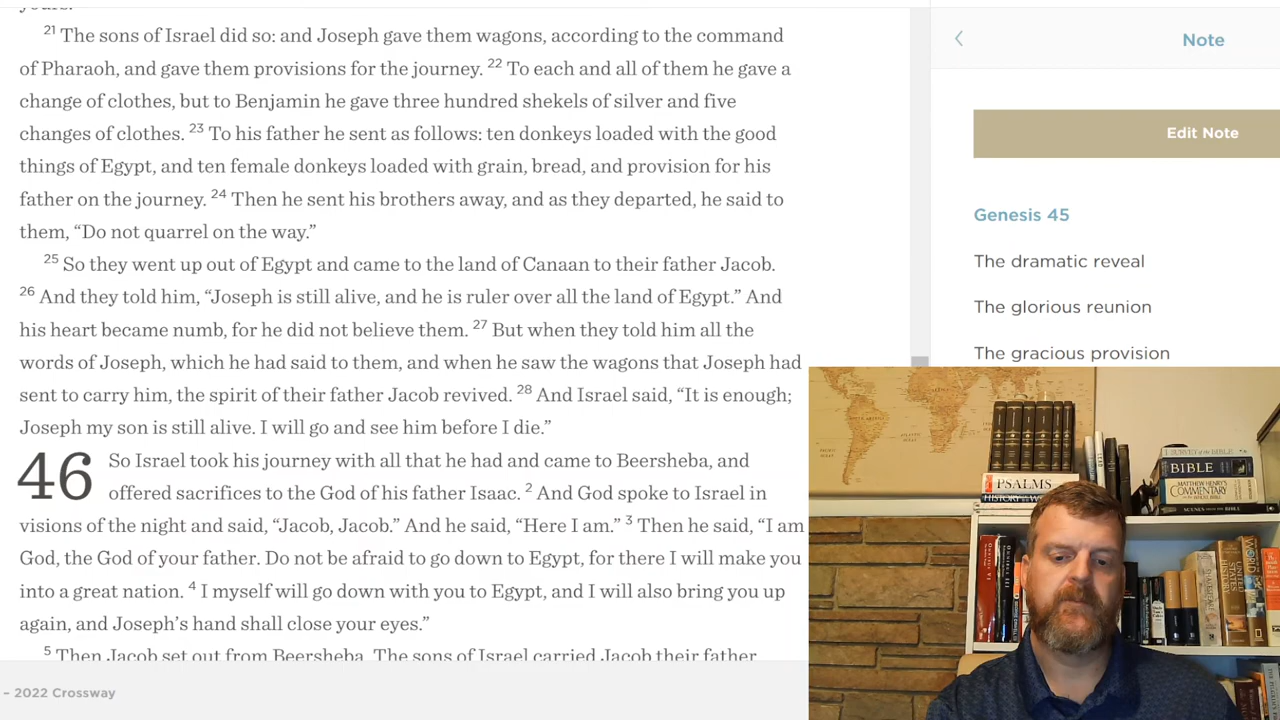 yours.”
21 The sons of Israel did so: and Joseph gave them wagons, according to the command
of Pharaoh, and gave them provisions for the journey. 22 To each and all of them he gave a
change of clothes, but to Benjamin he gave three hundred shekels of silver and five
changes of clothes. 23 To his father he sent as follows: ten donkeys loaded with the good
things of Egypt, and ten female donkeys loaded with grain, bread, and provision for his
father on the journey. 24 Then he sent his brothers away, and as they departed, he said to
them, “Do not quarrel on the way.”
25 So they went up out of Egypt and came to the land of Canaan to their father Jacob.
26 And they told him, “Joseph is still alive, and he is ruler over all the land of Egypt.” And
his heart became numb, for he did not believe them. 27 But when they told him all the
words of Joseph, which he had said to them, and when he saw the wagons that Joseph had
sent to carry him, the spirit of their father Jacob revived. 28 And Israel said, “It is enough;
Joseph my son is still alive. I will go and see him before I die.”
46 So Israel took his journey with all that he had and came to Beersheba, and
offered sacrifices to the God of his father Isaac. 2 And God spoke to Israel in
visions of the night and said, “Jacob, Jacob.” And he said, “Here I am.” 3 Then he said, “I am
God, the God of your father. Do not be afraid to go down to Egypt, for there I will make you
into a great nation. 4 I myself will go down with you to Egypt, and I will also bring you up
again, and Joseph’s hand shall close your eyes.”
5 Then Jacob set out from Beersheba. The sons of Israel carried Jacob their father
– 2022 Crossway
Note
Edit Note
Genesis 45
The dramatic reveal
The glorious reunion
The gracious provision
PSALMS
SURVEY OF THE BIBLE
BIBLE
MATTHEW HENRY'S
COMMENTARY